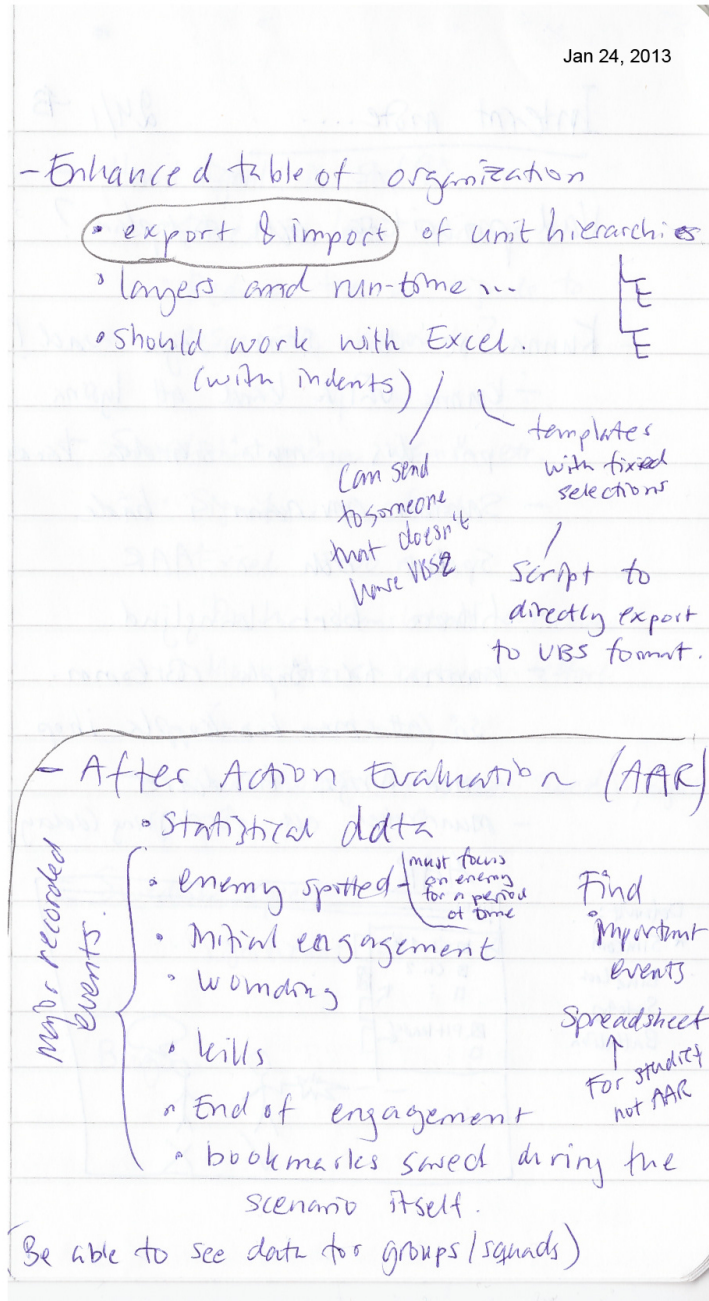 Jan 24, 2013
- Enhanced table of organization
• export & import of unit hierarchies
• layers and run-time ...
E
• should work with Excel
E
(with indents)
Can send
to someone
that doesn't
have VBS2
templates
with fixed
selections
Script to
directly export
to VBS format.
- After Action Evaluation (AAR)
• Statistical data
major recorded
events.
• enemy spotted
must focus
on enemy
for a period
of time
• Initial engagement
• wounding
• kills
• End of engagement
• bookmarks saved during the
scenario itself.
Find
important
events
Spreadsheet
For studies
not AAR
(Be able to see data for groups/squads)